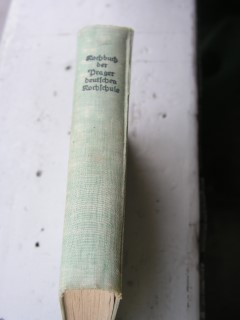 Kochbuch
der
Prager
deutschen
Kochschule